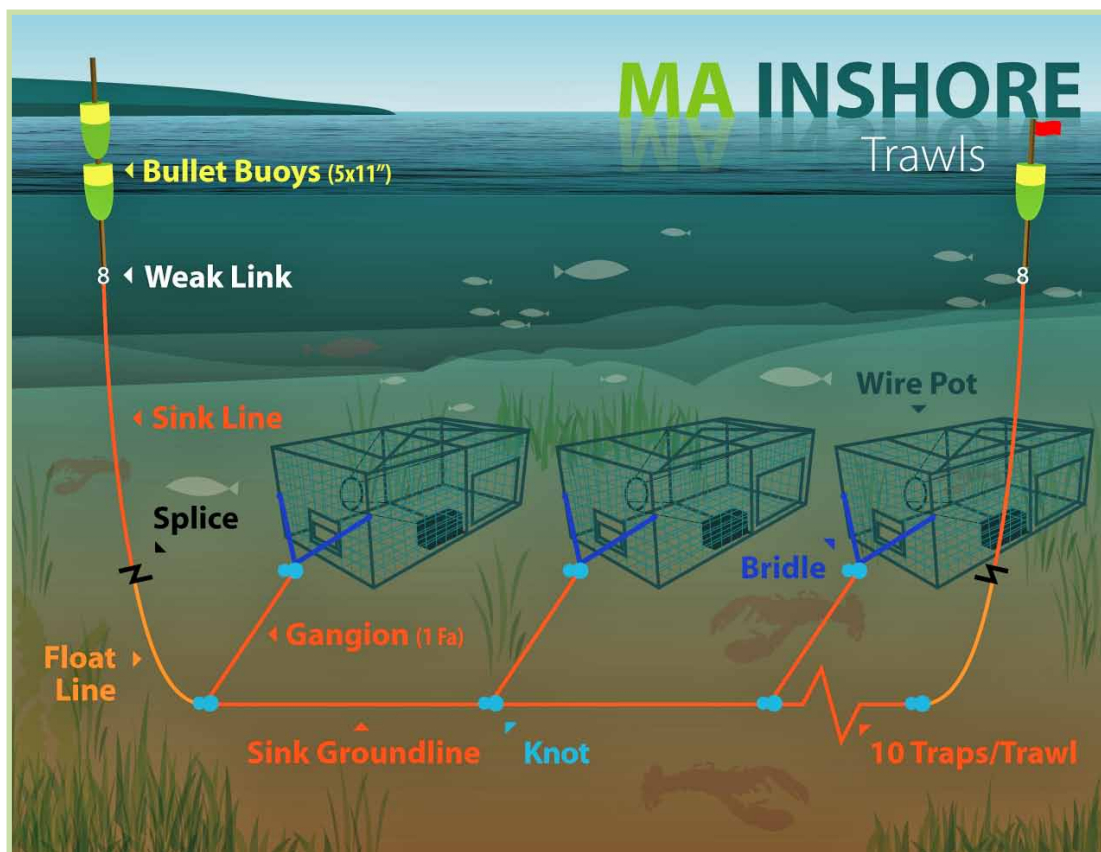 MA INSHORE
Trawls
Bullet Buoys (5x11")
8
Weak Link
8
Wire Pot
Sink Line
Splice
Bridle
Gangion (1 Fa)
Float
Line
Sink Groundline
Knot
10 Traps/Trawl